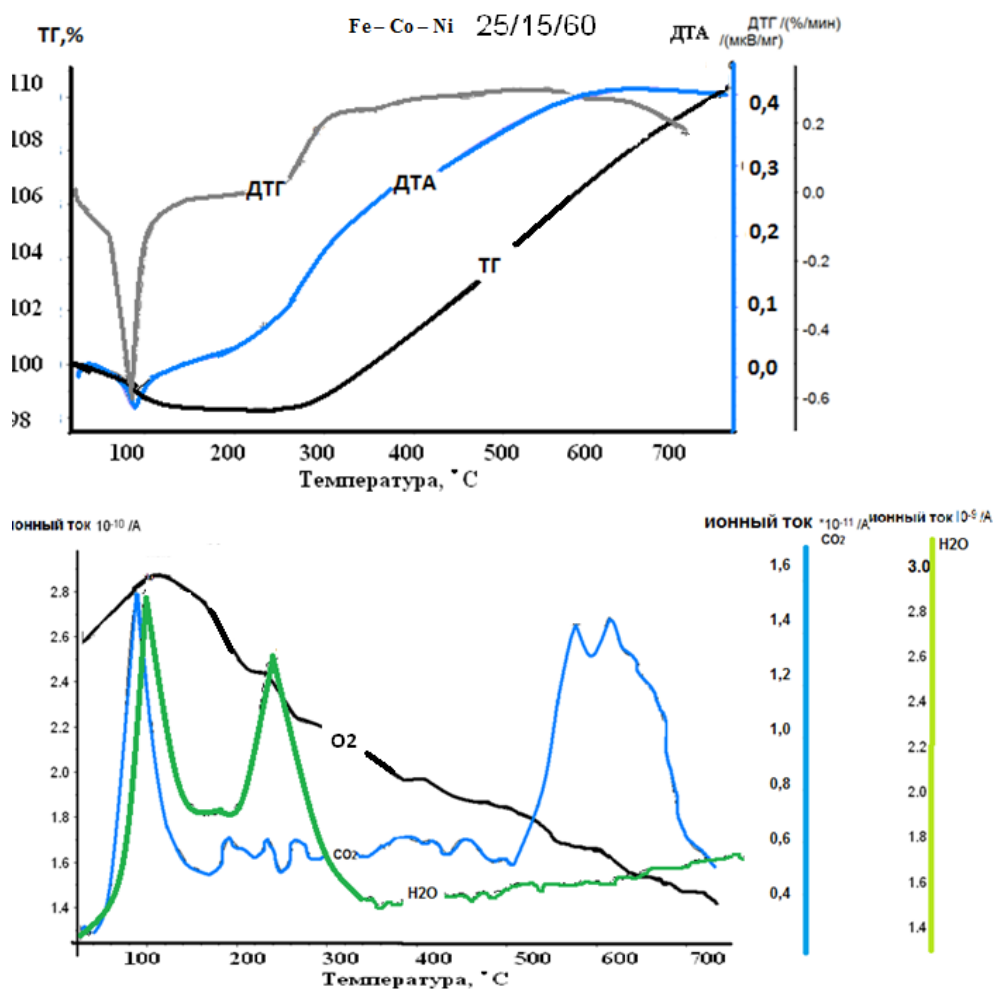 Fe – Co – Ni 25/15/60
ТГ,%
ДТА
/(мкВ/мг)
ДТГ /(%/мин)
110
108
106
104
102
100
98
0,4
0,3
0,2
0,1
0,0
0.2
0.0
-0.2
-0.4
-0.6
ДТГ
ДТА
ТГ
100 200 300 400 500 600 700
Температура, ° С
ионный ток 10-10 /А
ионный ток *10-11 /А
CO2
ионный ток 10-9 /А
H2O
2.8
2.6
2.4
2.2
2.0
1.8
1.6
1.4
1,6
1,4
1,2
1,0
0,8
0,6
0,4
3.0
2.8
2.6
2.4
2.2
2.0
1.8
1.6
1.4
O2
CO2
H2O
100 200 300 400 500 600 700
Температура, ° С